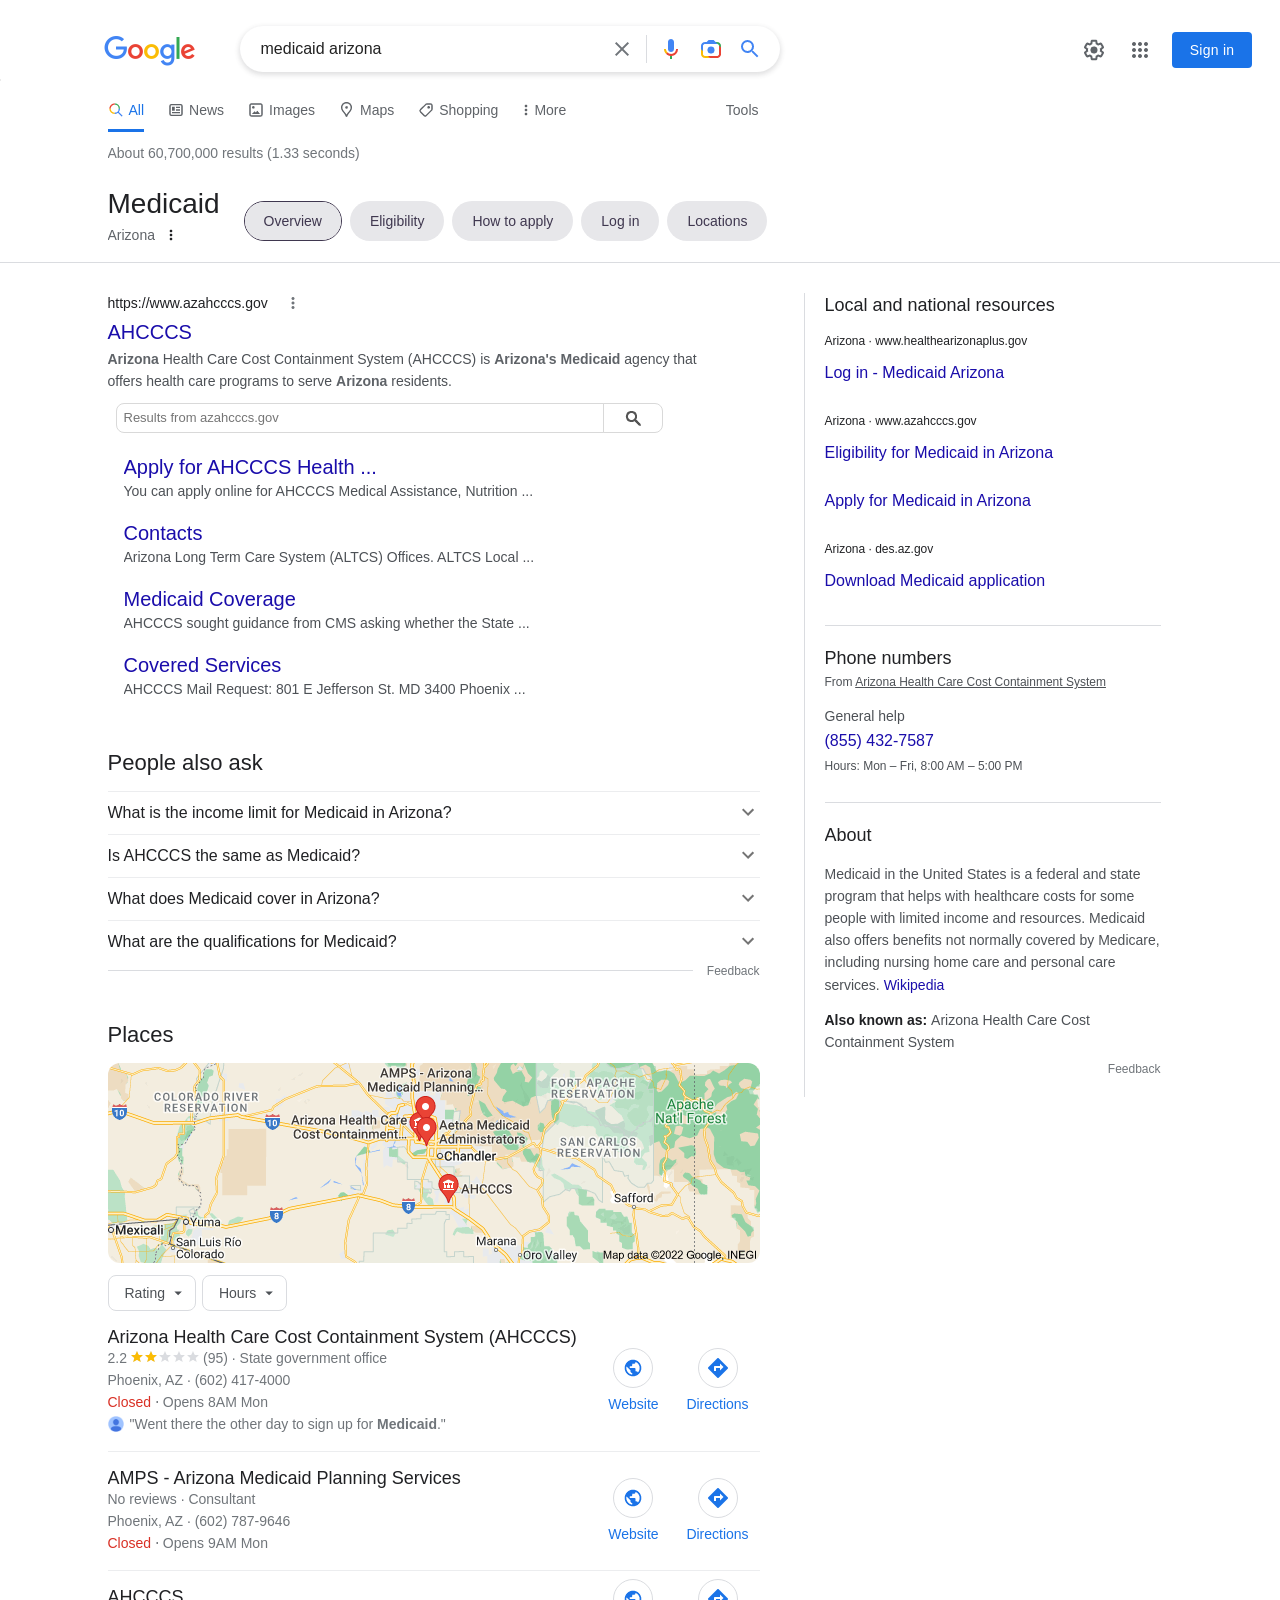 Google
medicaid arizona
Sign in
All
News
Images
Maps
Shopping
More
Tools
About 60,700,000 results (1.33 seconds)
Medicaid
Arizona
Overview
Eligibility
How to apply
Log in
Locations
https://www.azahcccs.gov
AHCCCS
Arizona Health Care Cost Containment System (AHCCCS) is Arizona's Medicaid agency that
offers health care programs to serve Arizona residents.
Results from azahcccs.gov
Apply for AHCCCS Health ...
You can apply online for AHCCCS Medical Assistance, Nutrition ...
Contacts
Arizona Long Term Care System (ALTCS) Offices. ALTCS Local ...
Medicaid Coverage
AHCCCS sought guidance from CMS asking whether the State ...
Covered Services
AHCCCS Mail Request: 801 E Jefferson St. MD 3400 Phoenix ...
People also ask
What is the income limit for Medicaid in Arizona?
Is AHCCCS the same as Medicaid?
What does Medicaid cover in Arizona?
What are the qualifications for Medicaid?
Feedback
Places
AMPS - Arizona
Medicaid Planning...
COLORADO RIVER
RESERVATION
FORT APACHE
RESERVATION
Apache
Nat'l Forest
10
10
Arizona Health Care
Cost Containment...
Aetna Medicaid
Administrators
SAN CARLOS
RESERVATION
Chandler
AHCCCS
Safford
8
8
Yuma
Mexicali
San Luis Río
Colorado
Marana
Oro Valley
Map data ©2022 Google, INEGI
Rating
Hours
Arizona Health Care Cost Containment System (AHCCCS)
2.2 (95) · State government office
Phoenix, AZ · (602) 417-4000
Closed · Opens 8AM Mon
"Went there the other day to sign up for Medicaid."
Website
Directions
AMPS - Arizona Medicaid Planning Services
No reviews · Consultant
Phoenix, AZ · (602) 787-9646
Closed · Opens 9AM Mon
Website
Directions
AHCCCS
Local and national resources
Arizona · www.healthearizonaplus.gov
Log in - Medicaid Arizona
Arizona · www.azahcccs.gov
Eligibility for Medicaid in Arizona
Apply for Medicaid in Arizona
Arizona · des.az.gov
Download Medicaid application
Phone numbers
From Arizona Health Care Cost Containment System
General help
(855) 432-7587
Hours: Mon – Fri, 8:00 AM – 5:00 PM
About
Medicaid in the United States is a federal and state
program that helps with healthcare costs for some
people with limited income and resources. Medicaid
also offers benefits not normally covered by Medicare,
including nursing home care and personal care
services. Wikipedia
Also known as: Arizona Health Care Cost
Containment System
Feedback